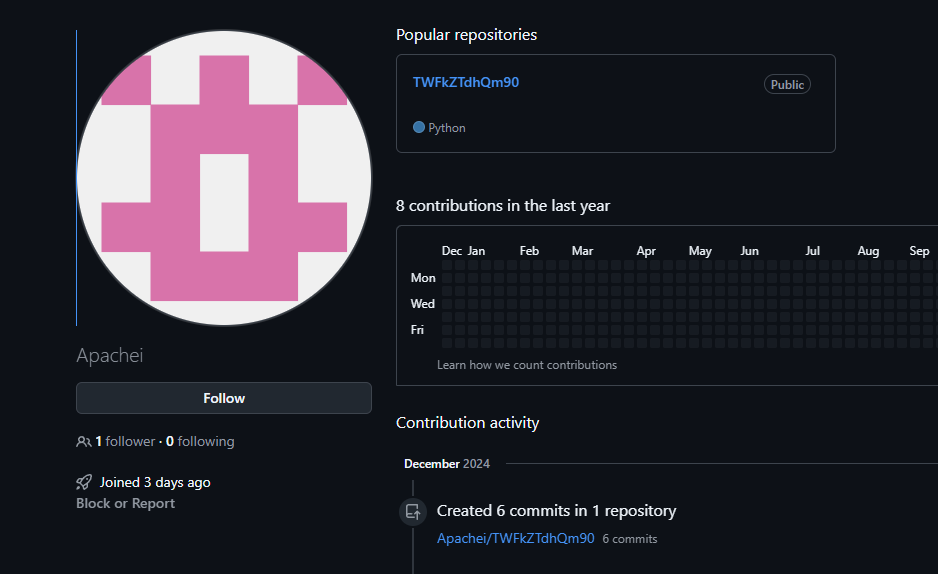 Popular repositories
TWFkZTdhQm90
Public
Python
8 contributions in the last year
Dec Jan Feb Mar Apr May Jun Jul Aug Sep
Mon
Wed
Fri
Learn how we count contributions
Apachei
Follow
1 follower · 0 following
Joined 3 days ago
Block or Report
Contribution activity
December 2024
Created 6 commits in 1 repository
Apachei/TWFkZTdhQm90 6 commits